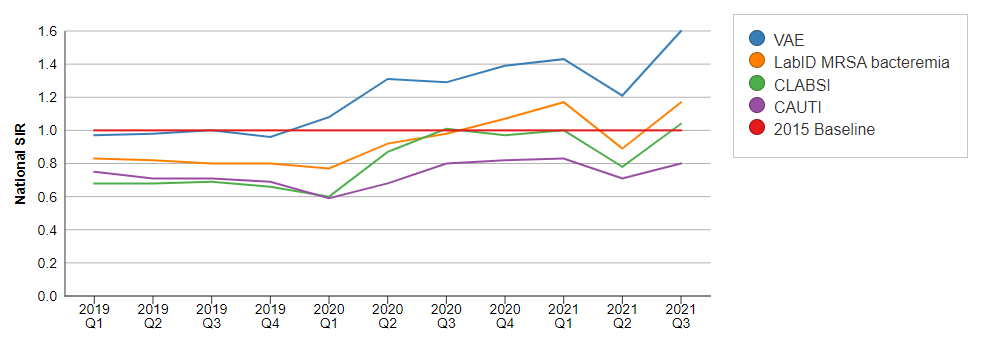 1.6
VAE
LabID MRSA bacteremia
CLABSI
CAUTI
2015 Baseline
1.4
1.2
1.0
0.8
0.6
0.4
0.2
0.0
National SIR
2019 2019 2019 2019 2020 2020 2020 2020 2021 2021 2021
Q1 Q2 Q3 Q4 Q1 Q2 Q3 Q4 Q1 Q2 Q3